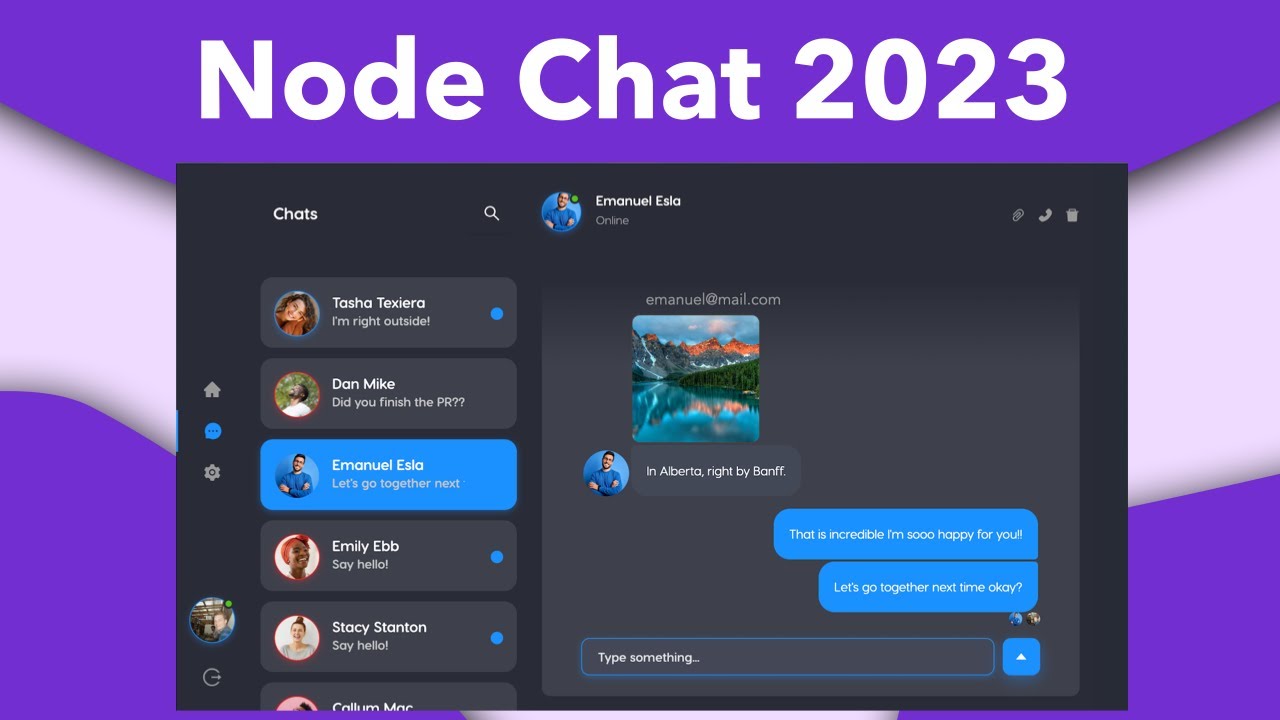 Node Chat 2023
Chats
Emanuel Esla
Online
Tasha Texiera
I'm right outside!
Dan Mike
Did you finish the PR??
Emanuel Esla
Let's go together next
Emily Ebb
Say hello!
Stacy Stanton
Say hello!
Callum Mac
emanuel@mail.com
In Alberta, right by Banff.
That is incredible I'm sooo happy for you!!
Let's go together next time okay?
Type something...